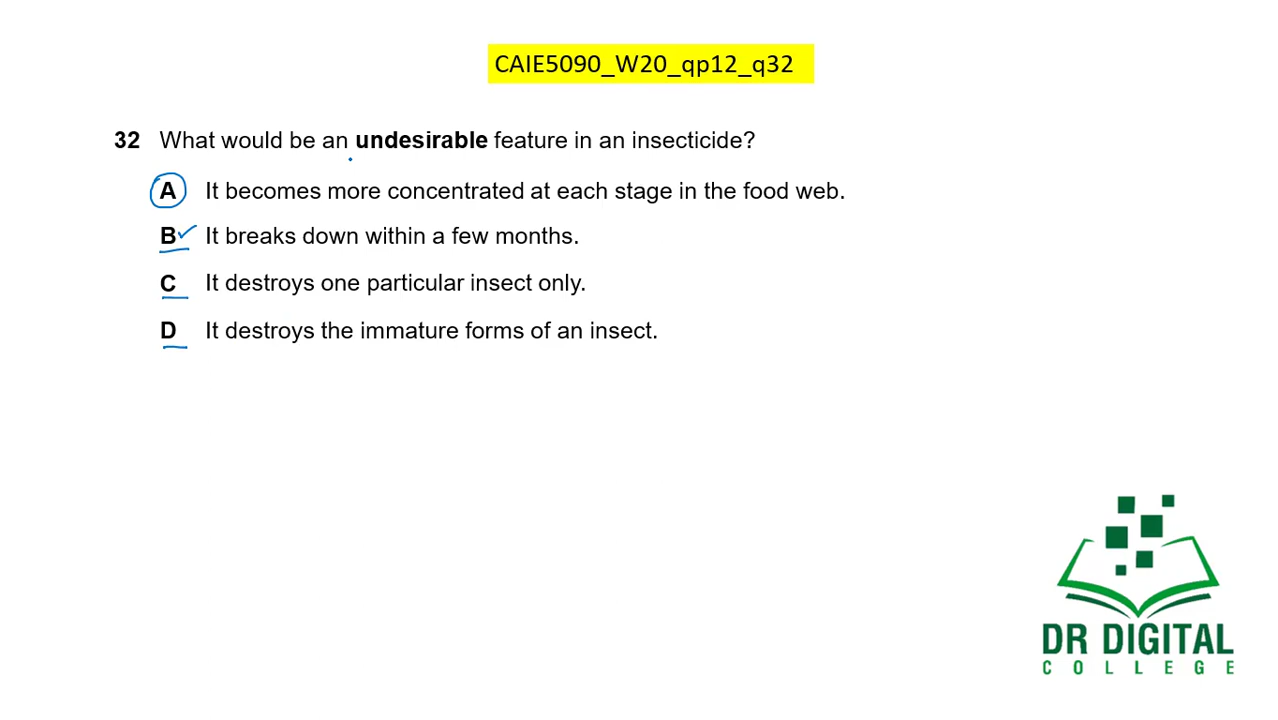 CAIE5090_W20_qp12_q32
32 What would be an undesirable feature in an insecticide?
A It becomes more concentrated at each stage in the food web.
B It breaks down within a few months.
C It destroys one particular insect only.
D It destroys the immature forms of an insect.
DR DIGITAL
COLLEGE